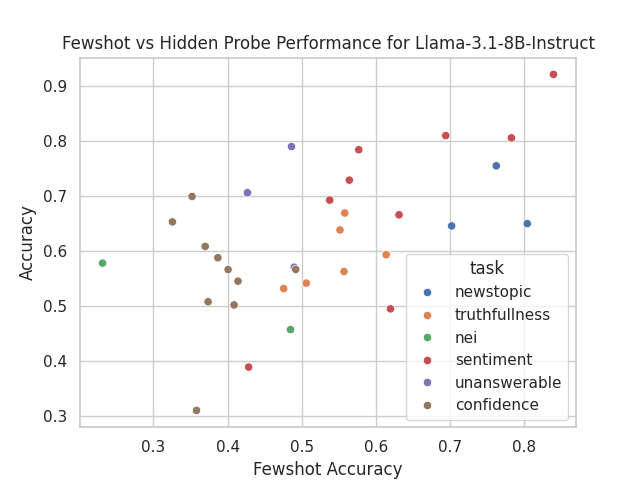 Fewshot vs Hidden Probe Performance for Llama-3.1-8B-Instruct
0.9
0.8
0.7
0.6
0.5
0.4
0.3
Accuracy
task
newstopic
truthfullness
nei
sentiment
unanswerable
confidence
0.3 0.4 0.5 0.6 0.7 0.8
Fewshot Accuracy